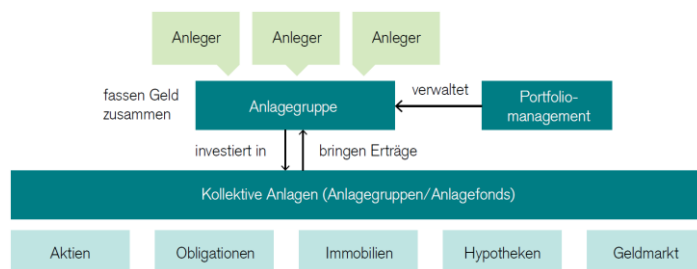 Anleger
Anleger
Anleger
fassen Geld
zusammen
Anlagegruppe
verwaltet
Portfolio-
management
investiert in
bringen Erträge
Kollektive Anlagen (Anlagegruppen/Anlagefonds)
Aktien
Obligationen
Immobilien
Hypotheken
Geldmarkt